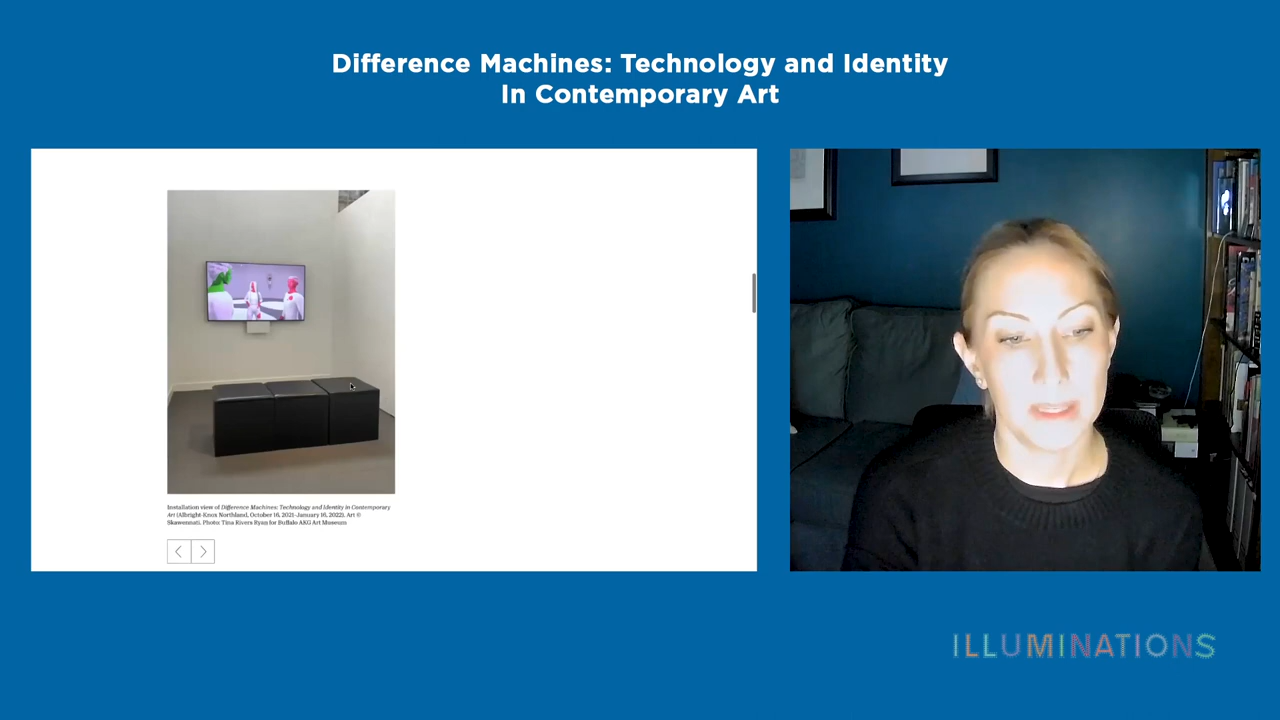 Difference Machines: Technology and Identity
In Contemporary Art
Installation view of Difference Machines: Technology and Identity in Contemporary
Art (Albright-Knox Northland, October 16, 2021-January 16, 2022). Art ©
Skawennati. Photo: Tina Rivers Ryan for Buffalo AKG Art Museum
ILLUMINATIONS